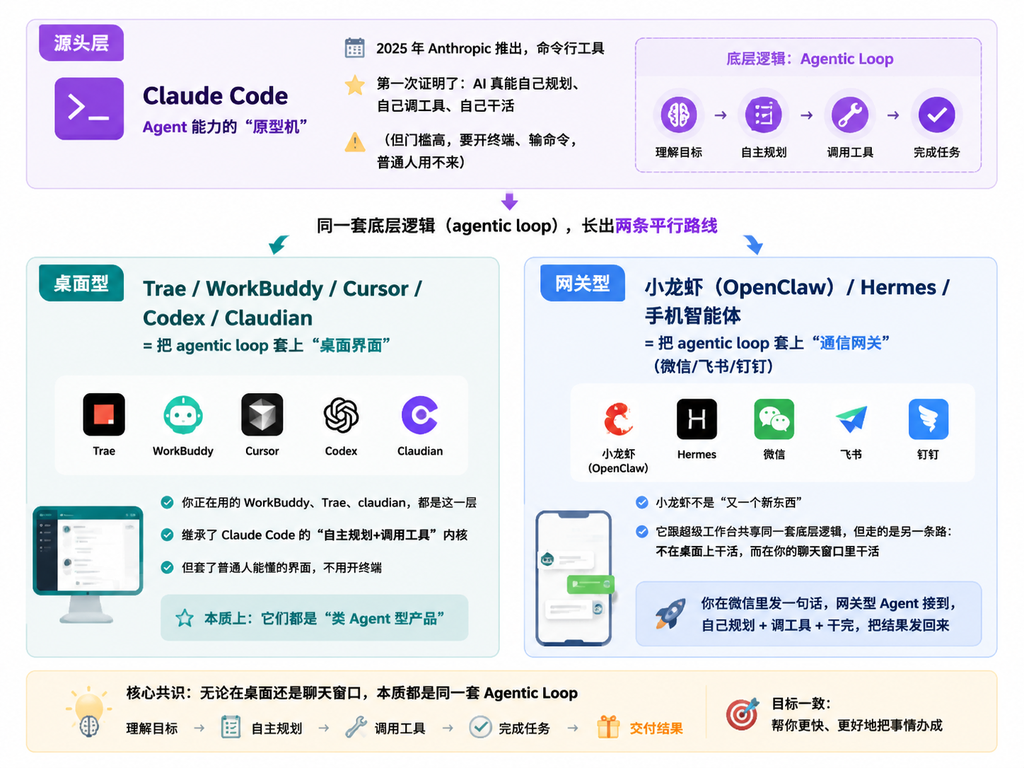 源头层
Claude Code
Agent 能力的“原型机”
2025 年 Anthropic 推出，命令行工具
第一次证明了：AI 真能自己规划、
自己调工具、自己干活
（但门槛高，要开终端、输命令，
普通人用不来）
底层逻辑：Agentic Loop
理解目标 → 自主规划 → 调用工具 → 完成任务
同一套底层逻辑（agentic loop），长出两条平行路线
桌面型
Trae / WorkBuddy / Cursor /
Codex / Claudian
= 把 agentic loop 套上“桌面界面”
Trae
WorkBuddy
Cursor
Codex
Claudian
你正在用的 WorkBuddy、Trae、claudian，都是这一层
继承了 Claude Code 的“自主规划+调用工具”内核
但套了普通人能懂的界面，不用开终端
本质上：它们都是“类 Agent 型产品”
网关型
小龙虾（OpenClaw）/ Hermes /
手机智能体
= 把 agentic loop 套上“通信网关”
（微信/飞书/钉钉）
小龙虾
(OpenClaw)
H
Hermes
微信
飞书
钉钉
小龙虾不是“又一个新东西”
它跟超级工作台共享同一套底层逻辑，但走的是另一条路：
不在桌面上干活，而在你的聊天窗口里干活
你在微信里发一句话，网关型 Agent 接到，
自己规划 + 调工具 + 干完，把结果发回来
核心共识：无论在桌面还是聊天窗口，本质都是同一套 Agentic Loop
理解目标 → 自主规划 → 调用工具 → 完成任务 → 交付结果
目标一致：
帮你更快、更好地把事情办成